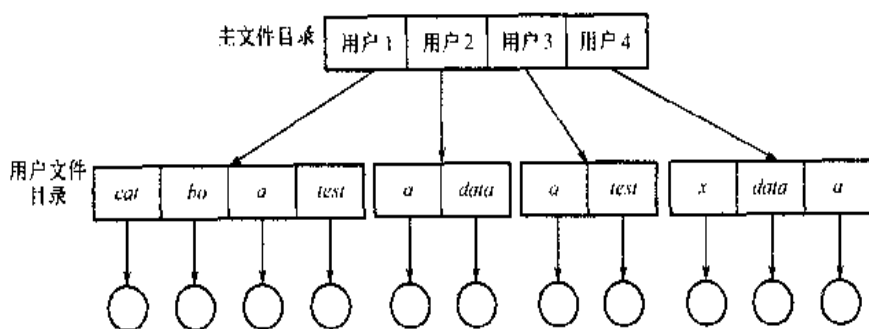 主文件目录 用户1 用户2 用户3 用户4
用户文件
目录
cat bo a test a data a test x data a